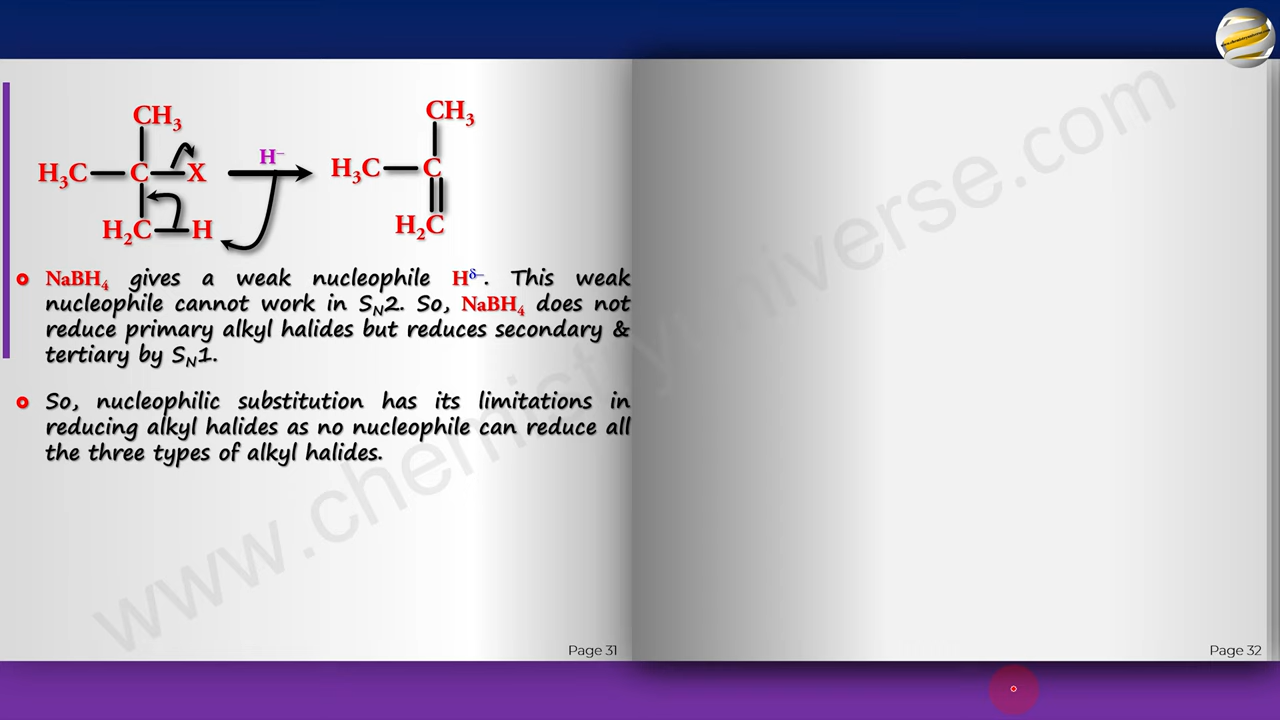 CH₃ CH₃
H⁻
H₃C C X H₃C C
H₂C H H₂C
NaBH₄ gives a weak nucleophile H^δ–. This weak
nucleophile cannot work in Sₙ2. So, NaBH₄ does not
reduce primary alkyl halides but reduces secondary &
tertiary by Sₙ1.
So, nucleophilic substitution has its limitations in
reducing alkyl halides as no nucleophile can reduce all
the three types of alkyl halides.
www.chemistryuniverse.com
Page 31
Page 32